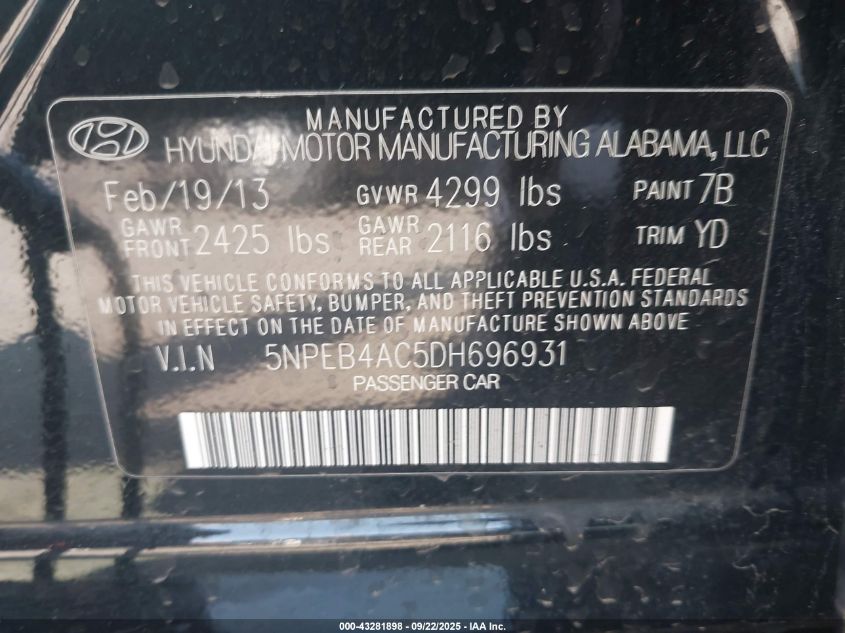 MANUFACTURED BY
HYUNDAI MOTOR MANUFACTURING ALABAMA, LLC
Feb/19/13 GVWR 4299 lbs PAINT 7B
GAWR FRONT 2425 lbs GAWR REAR 2116 lbs TRIM YD
THIS VEHICLE CONFORMS TO ALL APPLICABLE U.S.A. FEDERAL
MOTOR VEHICLE SAFETY, BUMPER, AND THEFT PREVENTION STANDARDS
IN EFFECT ON THE DATE OF MANUFACTURE SHOWN ABOVE
V.I.N 5NPEB4AC5DH696931
PASSENGER CAR
000-43281898 - 09/22/2025 - IAA Inc.